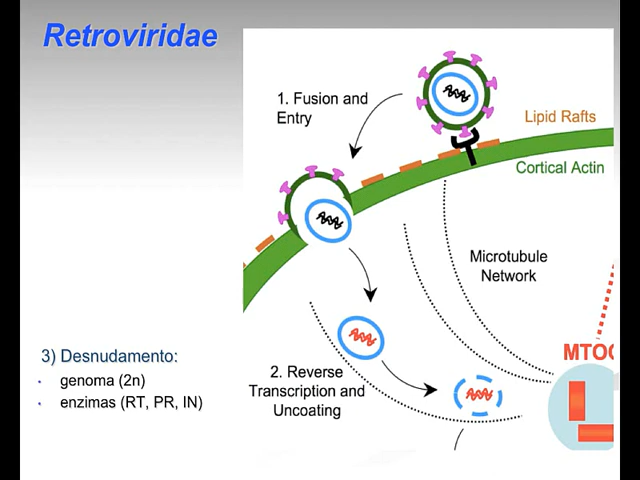 Retroviridae
1. Fusion and
Entry
Lipid Rafts
Cortical Actin
Microtubule
Network
MTOC
3) Desnudamento:
• genoma (2n)
• enzimas (RT, PR, IN)
2. Reverse
Transcription and
Uncoating